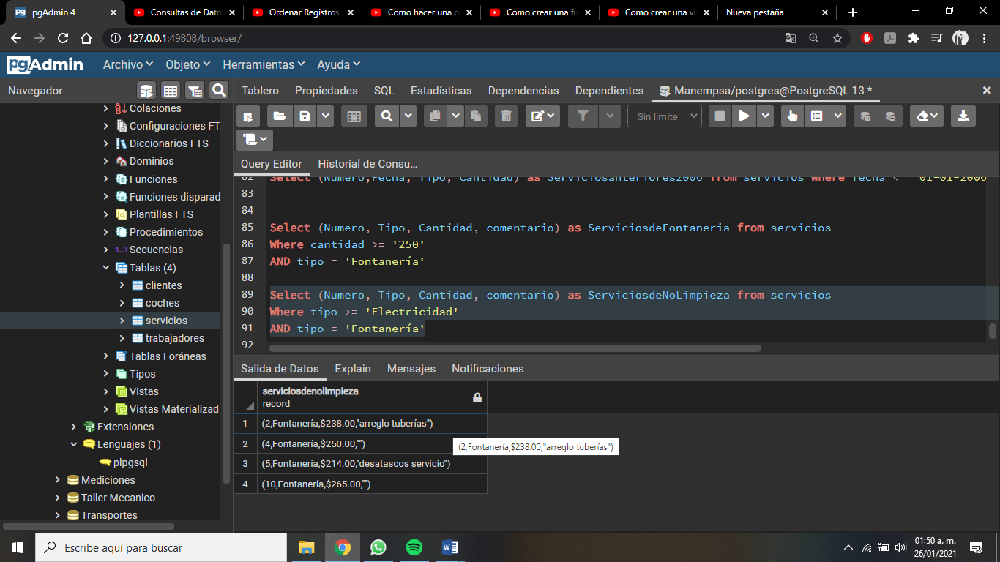 pgAdmin 4
Consultas de Dato
Ordenar Registros
Como hacer una c
Como crear una fu
Como crear una vi
Nueva pestaña
127.0.0.1:49808/browser/
pgAdmin
Archivo
Objeto
Herramientas
Ayuda
Navegador
Tablero
Propiedades
SQL
Estadísticas
Dependencias
Dependientes
Manempsa/postgres@PostgreSQL 13 *
Colaciones
Configuraciones FT
Diccionarios FTS
Dominios
Funciones
Funciones disparad
Plantillas FTS
Procedimientos
1..3 Secuencias
Tablas (4)
clientes
coches
servicios
trabajadores
Tablas Foráneas
Tipos
Vistas
Vistas Materializada
Extensiones
Lenguajes (1)
plpgsql
Mediciones
Taller Mecanico
Transportes
Sin límite
Query Editor
Historial de Consu...
82 Select (Numero,Fecha, Tipo, Cantidad) as Serviciosanteriores2006 from servicios Where fecha <= '01-01-2006
83
84
85 Select (Numero, Tipo, Cantidad, comentario) as ServiciosdeFontaneria from servicios
86 Where cantidad >= '250'
87 AND tipo = 'Fontanería'
88
89 Select (Numero, Tipo, Cantidad, comentario) as ServiciosdeNoLimpieza from servicios
90 Where tipo >= 'Electricidad'
91 AND tipo = 'Fontanería'
92
Salida de Datos
Explain
Mensajes
Notificaciones
serviciosdenolimpieza
record
1 (2,Fontanería,$238.00,"arreglo tuberías")
2 (4,Fontanería,$250.00,"")
(2,Fontanería,$238.00,"arreglo tuberías")
3 (5,Fontanería,$214.00,"desatascos servicio")
4 (10,Fontanería,$265.00,"")
Escribe aquí para buscar
01:50 a. m.
26/01/2021